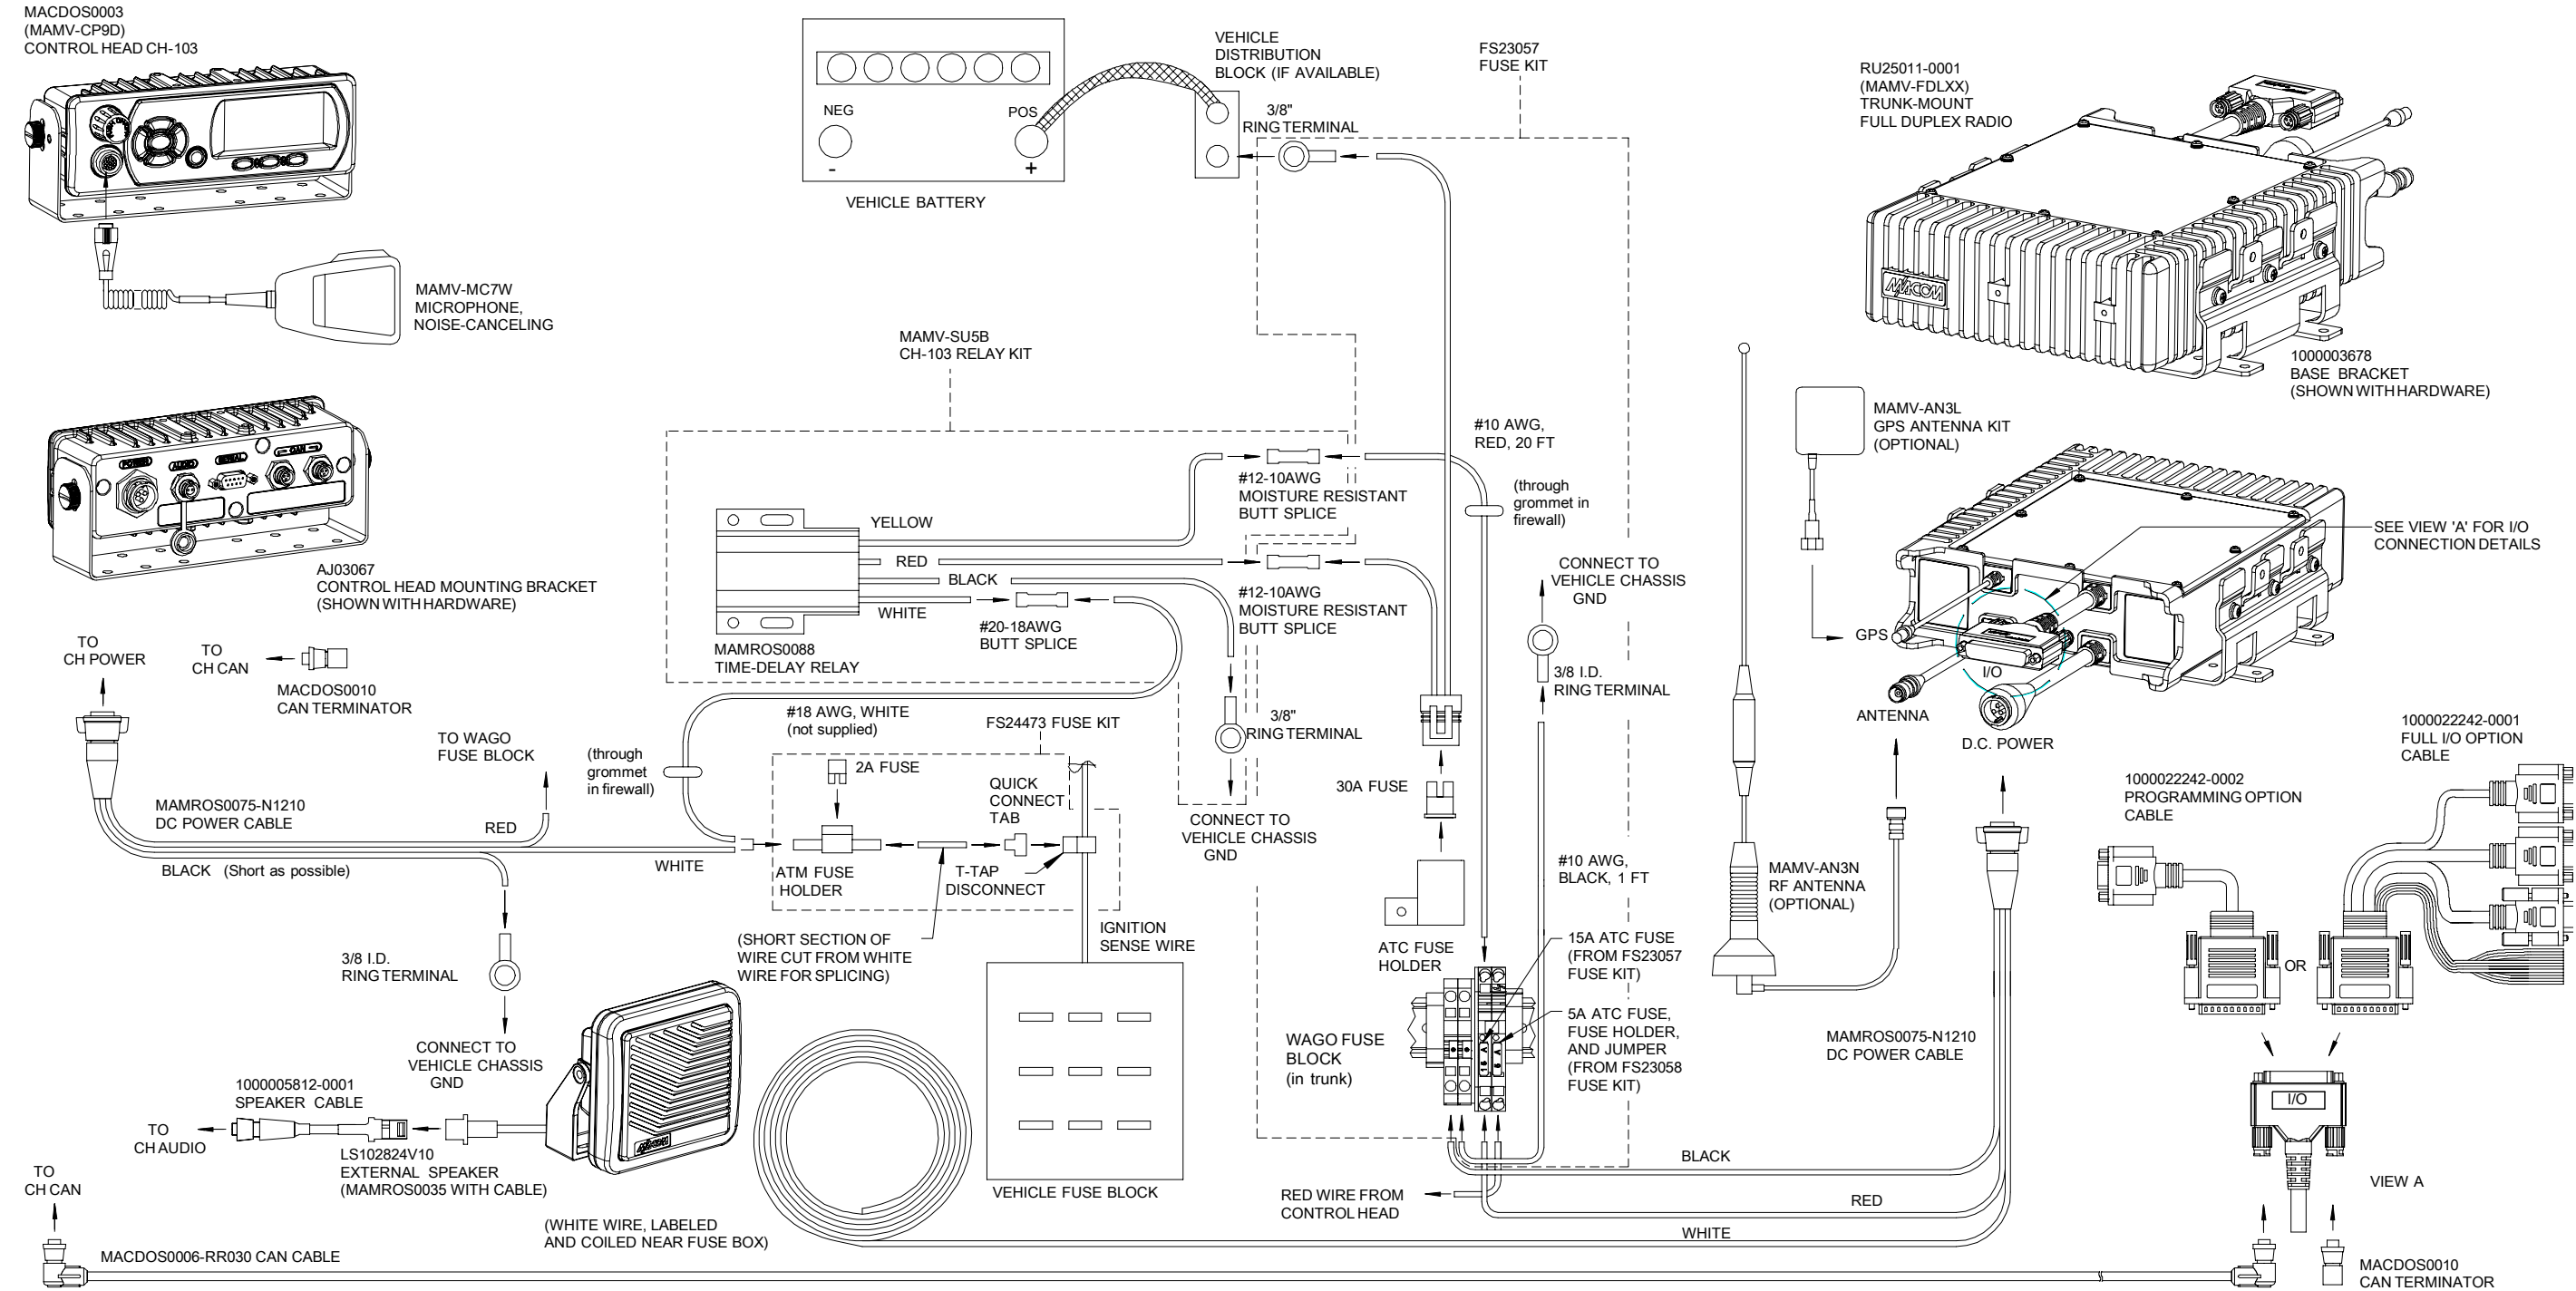 MACDOS0003
(MAMV-CP9D)
CONTROL HEAD CH-103
MAMV-MC7W
MICROPHONE,
NOISE-CANCELING
POWER
AUDIO
SERIAL
CAN
AJ03067
CONTROL HEAD MOUNTING BRACKET
(SHOWN WITH HARDWARE)
NEG
POS
-
+
VEHICLE BATTERY
VEHICLE
DISTRIBUTION
BLOCK (IF AVAILABLE)
3/8"
RING TERMINAL
FS23057
FUSE KIT
RU25011-0001
(MAMV-FDLXX)
TRUNK-MOUNT
FULL DUPLEX RADIO
M/ACOM
1000003678
BASE BRACKET
(SHOWN WITH HARDWARE)
MAMV-SU5B
CH-103 RELAY KIT
YELLOW
RED
BLACK
WHITE
MAMROS0088
TIME-DELAY RELAY
#12-10AWG
MOISTURE RESISTANT
BUTT SPLICE
#12-10AWG
MOISTURE RESISTANT
BUTT SPLICE
#20-18AWG
BUTT SPLICE
#10 AWG,
RED, 20 FT
(through
grommet in
firewall)
CONNECT TO
VEHICLE CHASSIS
GND
3/8 I.D.
RING TERMINAL
MAMV-AN3L
GPS ANTENNA KIT
(OPTIONAL)
SEE VIEW 'A' FOR I/O
CONNECTION DETAILS
GPS
I/O
ANTENNA
D.C. POWER
TO
CH POWER
TO
CH CAN
MACDOS0010
CAN TERMINATOR
TO WAGO
FUSE BLOCK
MAMROS0075-N1210
DC POWER CABLE
RED
BLACK (Short as possible)
WHITE
(through
grommet
in firewall)
#18 AWG, WHITE
(not supplied)
FS24473 FUSE KIT
2A FUSE
QUICK
CONNECT
TAB
ATM FUSE
HOLDER
T-TAP
DISCONNECT
3/8"
RING TERMINAL
CONNECT TO
VEHICLE CHASSIS
GND
30A FUSE
ATC FUSE
HOLDER
#10 AWG,
BLACK, 1 FT
(SHORT SECTION OF
WIRE CUT FROM WHITE
WIRE FOR SPLICING)
IGNITION
SENSE WIRE
VEHICLE FUSE BLOCK
3/8 I.D.
RING TERMINAL
CONNECT TO
VEHICLE CHASSIS
GND
1000005812-0001
SPEAKER CABLE
TO
CH AUDIO
LS102824V10
EXTERNAL SPEAKER
(MAMROS0035 WITH CABLE)
M/ACOM
(WHITE WIRE, LABELED
AND COILED NEAR FUSE BOX)
TO
CH CAN
MACDOS0006-RR030 CAN CABLE
15A ATC FUSE
(FROM FS23057
FUSE KIT)
5A ATC FUSE,
FUSE HOLDER,
AND JUMPER
(FROM FS23058
FUSE KIT)
WAGO FUSE
BLOCK
(in trunk)
RED WIRE FROM
CONTROL HEAD
BLACK
RED
WHITE
MAMV-AN3N
RF ANTENNA
(OPTIONAL)
MAMROS0075-N1210
DC POWER CABLE
1000022242-0001
FULL I/O OPTION
CABLE
1000022242-0002
PROGRAMMING OPTION
CABLE
OR
I/O
VIEW A
MACDOS0010
CAN TERMINATOR